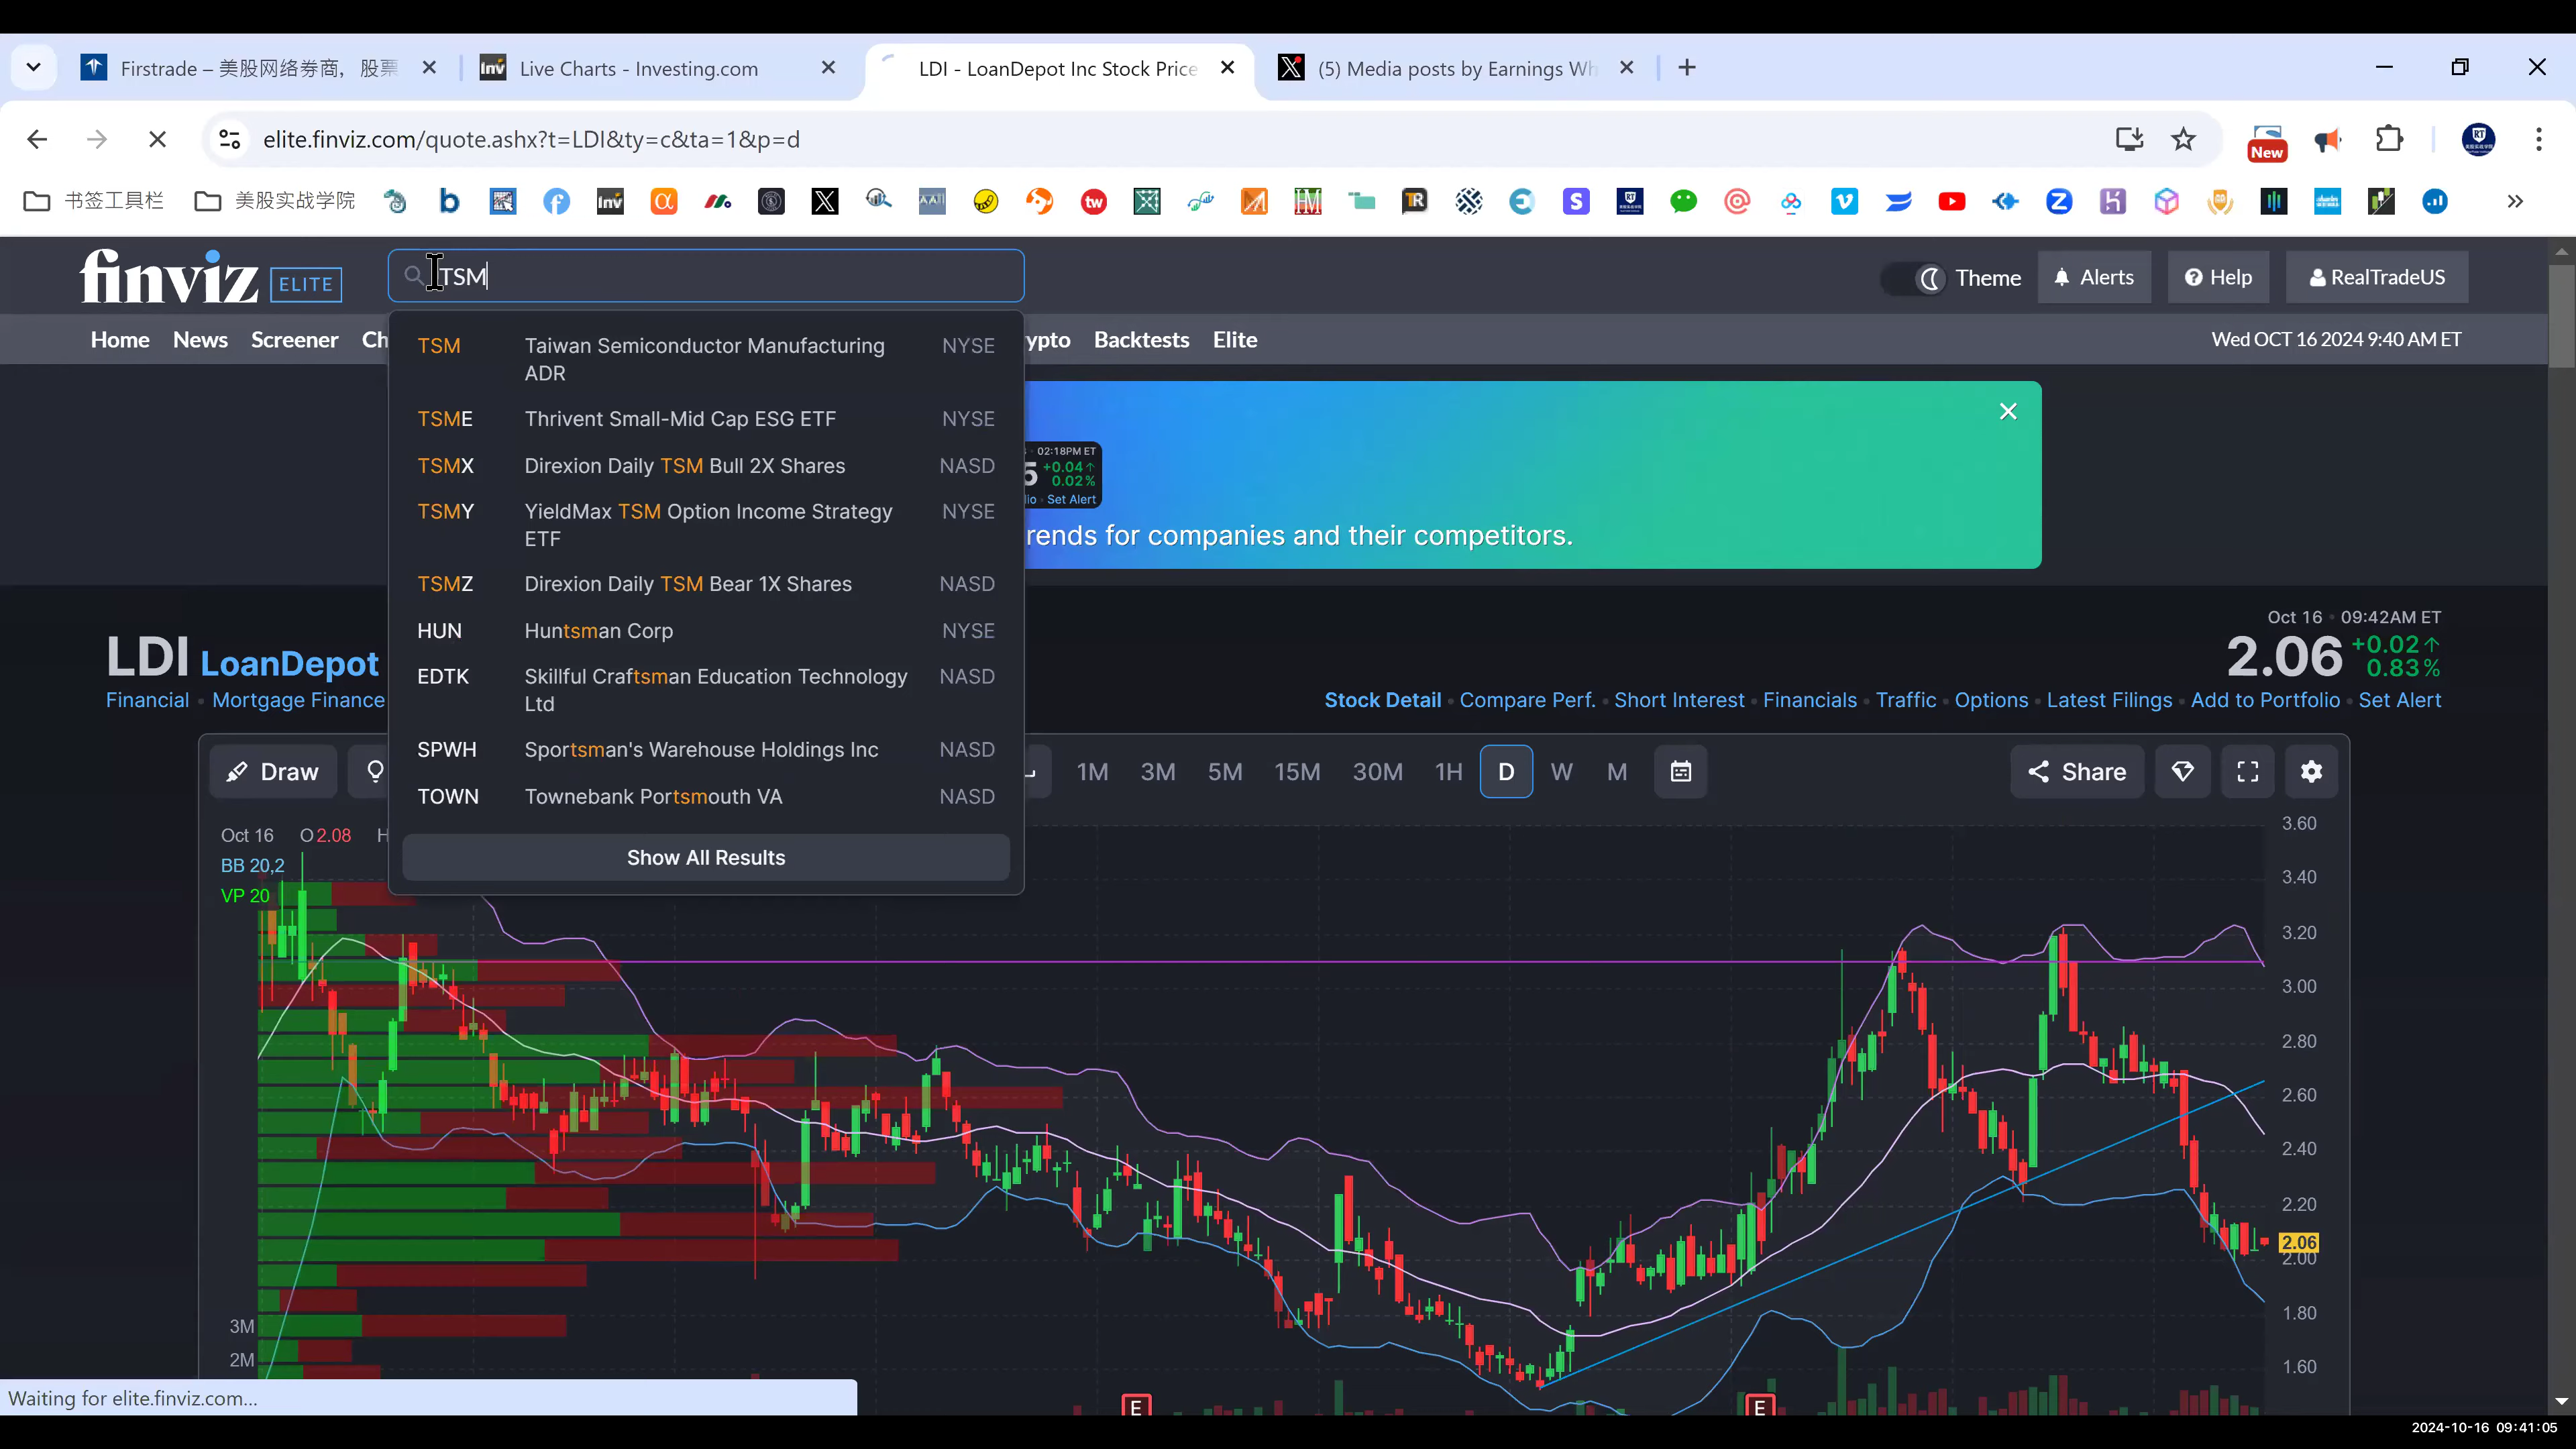 Firstrade – 美股网络券商，股票
Live Charts - Investing.com
LDI - LoanDepot Inc Stock Price
(5) Media posts by Earnings Wh
elite.finviz.com/quote.ashx?t=LDI&ty=c&ta=1&p=d
New
书签工具栏
美股实战学院
finviz ELITE
TSM
Theme
Alerts
Help
RealTradeUS
Home News Screener Ch
ypto Backtests Elite
Wed OCT 16 2024 9:40 AM ET
TSM Taiwan Semiconductor Manufacturing ADR NYSE
TSME Thrivent Small-Mid Cap ESG ETF NYSE
TSMX Direxion Daily TSM Bull 2X Shares NASD
TSMY YieldMax TSM Option Income Strategy ETF NYSE
TSMZ Direxion Daily TSM Bear 1X Shares NASD
HUN Huntsman Corp NYSE
EDTK Skillful Craftsman Education Technology Ltd NASD
SPWH Sportsman's Warehouse Holdings Inc NASD
TOWN Townebank Portsmouth VA NASD
Show All Results
02:18PM ET
5 +0.04
0.02%
io · Set Alert
rends for companies and their competitors.
LDI LoanDepot
Financial · Mortgage Finance
Oct 16 · 09:42AM ET
2.06 +0.02
0.83%
Stock Detail · Compare Perf. · Short Interest · Financials · Traffic · Options · Latest Filings · Add to Portfolio · Set Alert
Draw
1M 3M 5M 15M 30M 1H D W M
Share
Oct 16 O2.08 H
BB 20,2
VP 20
3.60
3.40
3.20
3.00
2.80
2.60
2.40
2.20
2.06
2.00
1.80
1.60
3M
2M
E
E
Waiting for elite.finviz.com...
2024-10-16 09:41:05